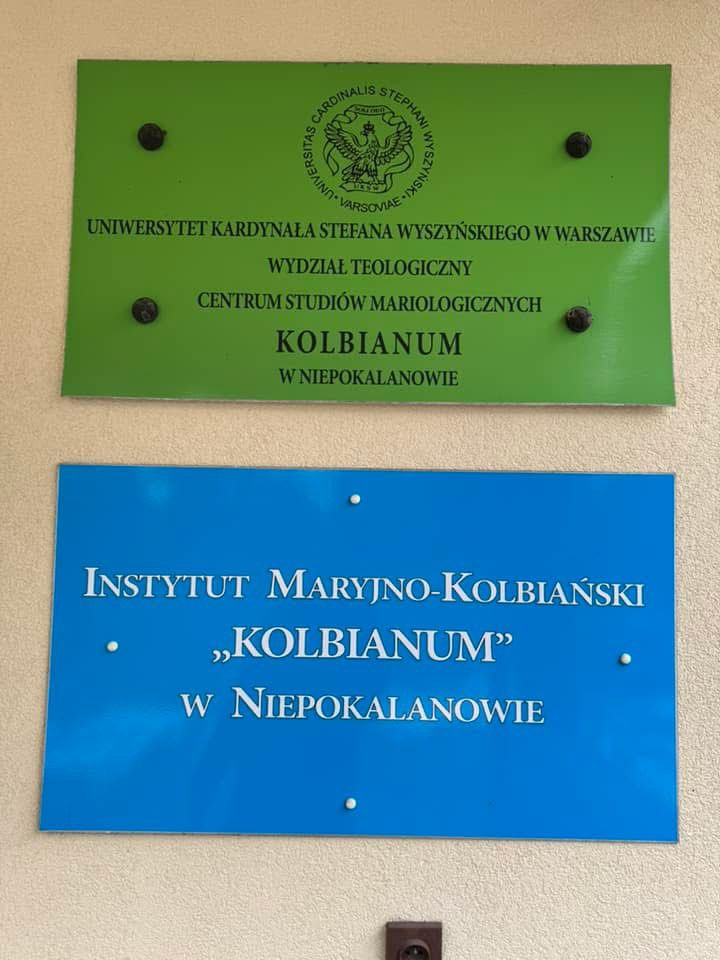 UNIVERSITAS CARDINALIS STEPHANI WYSZYŃSKI
• VARSOVIAE •
UKSW
UNIWERSYTET KARDYNAŁA STEFANA WYSZYŃSKIEGO W WARSZAWIE
WYDZIAŁ TEOLOGICZNY
CENTRUM STUDIÓW MARIOLOGICZNYCH
KOLBIANUM
W NIEPOKALANOWIE
INSTYTUT MARYJNO-KOLBIAŃSKI
„KOLBIANUM”
W NIEPOKALANOWIE